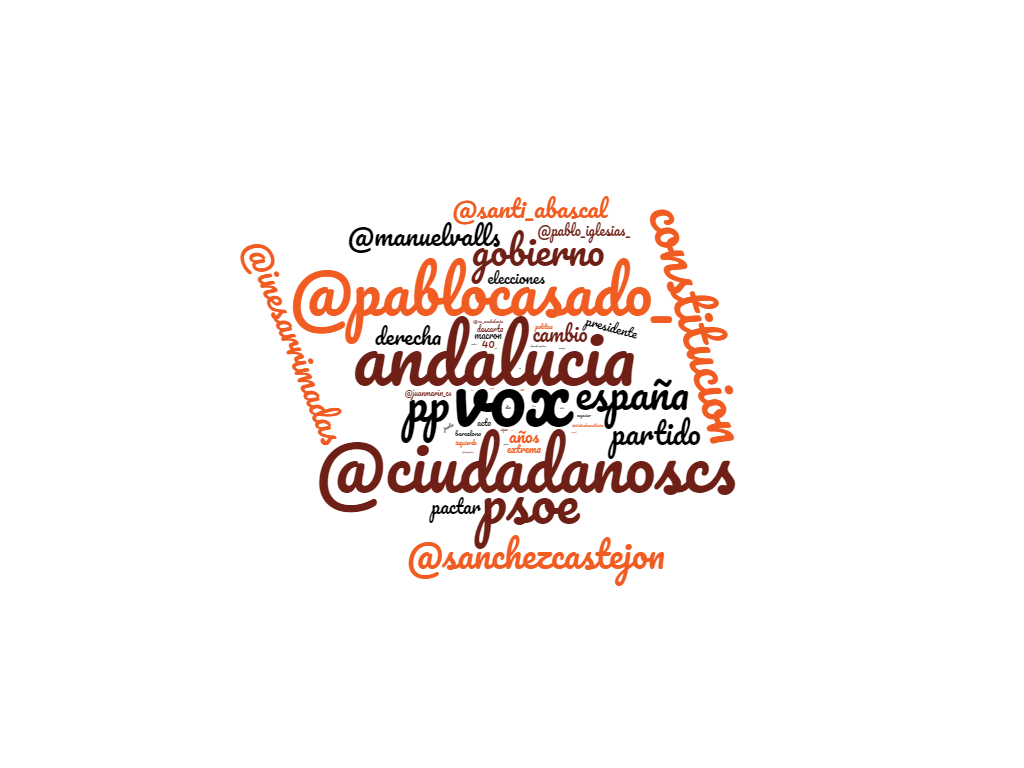 @santi_abascal
@manuelvalls
@pablo_iglesias_
gobierno
@inesarrimadas
elecciones
constitucion
@pablocasado_
descarta
politica
presidente
derecha
macron
cambio
40
andalucia
@juanmarin_cs
pp
vox
españa
acto
barcelona
años
partido
izquierda
extrema
@ciudadanoscs
pactar
psoe
@sanchezcastejon